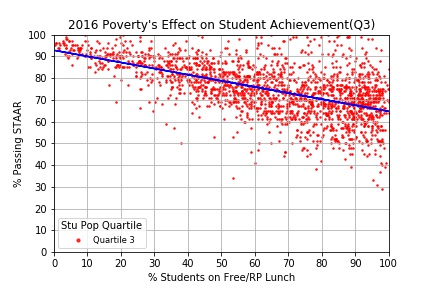 2016 Poverty's Effect on Student Achievement(Q3)
100
90
80
70
60
50
40
30
20
10
0
% Passing STAAR
Stu Pop Quartile
Quartile 3
0 10 20 30 40 50 60 70 80 90 100
% Students on Free/RP Lunch